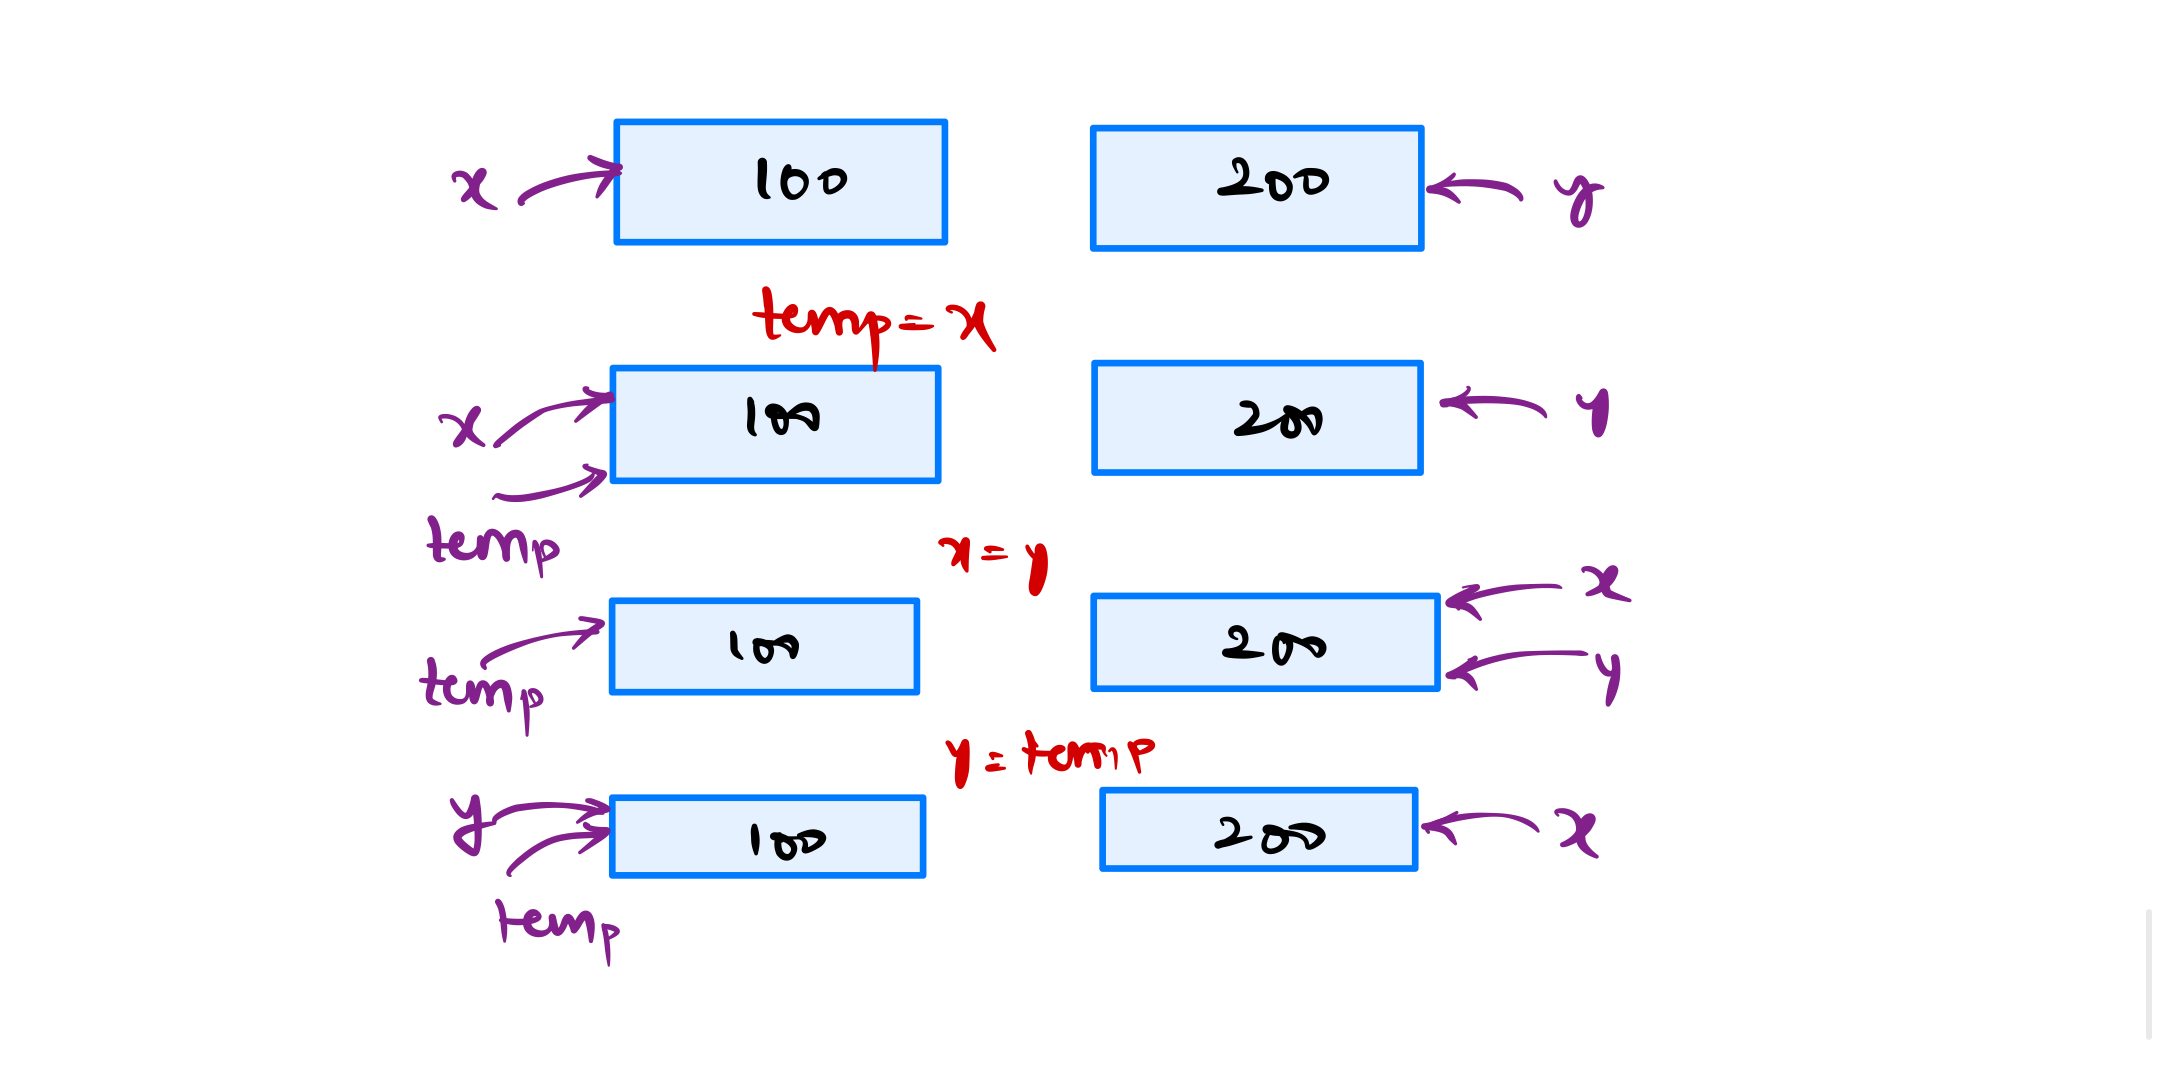 x 100 200 y
temp = x
x 100 200 y
temp
x = y
x
temp 100 200 y
y = temp
y 100 200 x
temp